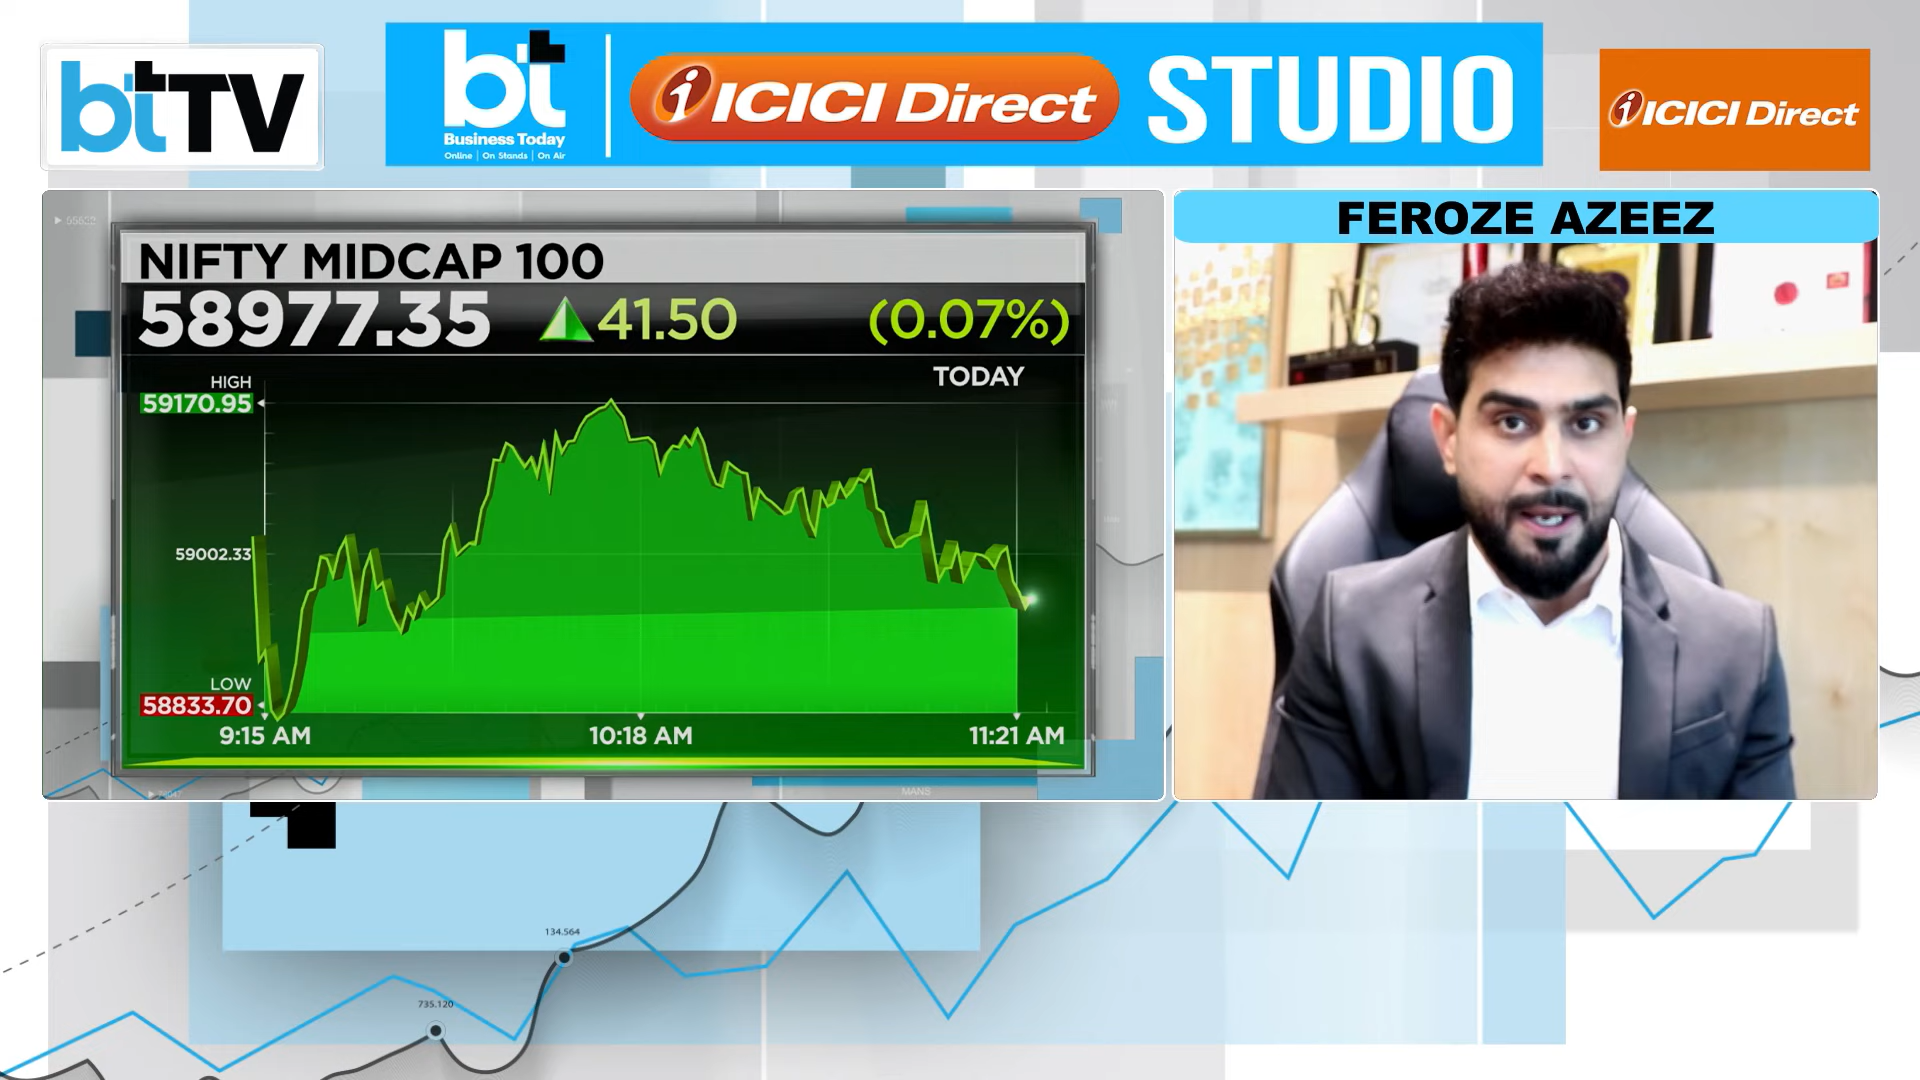 btTV
bt
Business Today
Online | On Stands | On Air
ICICI Direct
STUDIO
ICICI Direct
FEROZE AZEEZ
NIFTY MIDCAP 100
58977.35 41.50 (0.07%)
TODAY
HIGH
59170.95
59002.33
LOW
58833.70
9:15 AM 10:18 AM 11:21 AM
MANS
134.564
735.120